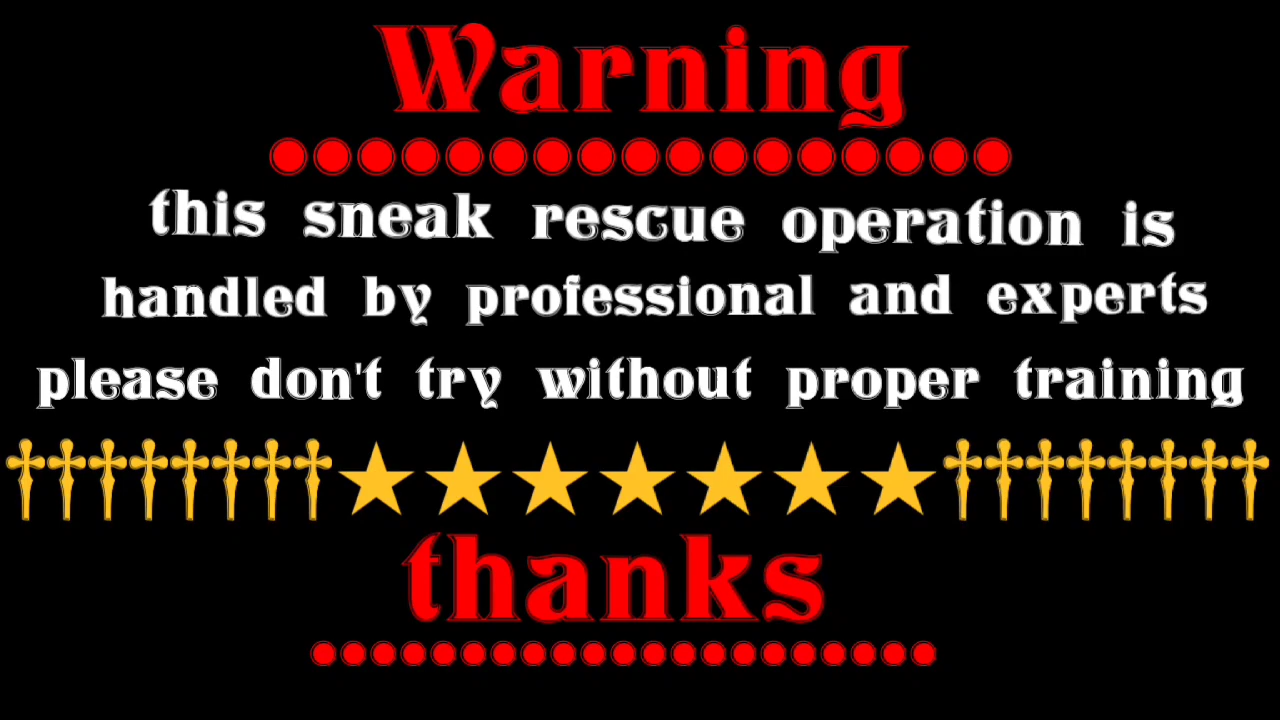 Warning
this sneak rescue operation is
handled by professional and experts
please don't try without proper training
††††††††★★★★★★★††††††††
thanks